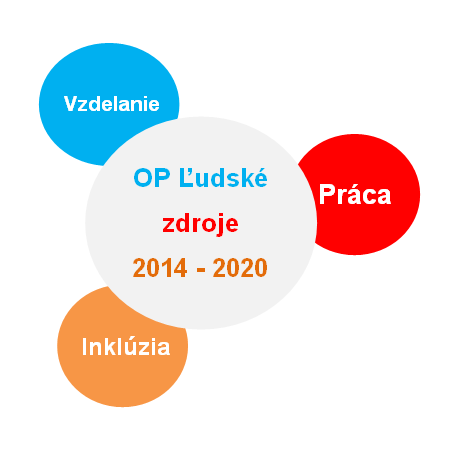 Vzdelanie
OP Ľudské
zdroje
2014 - 2020
Práca
Inklúzia